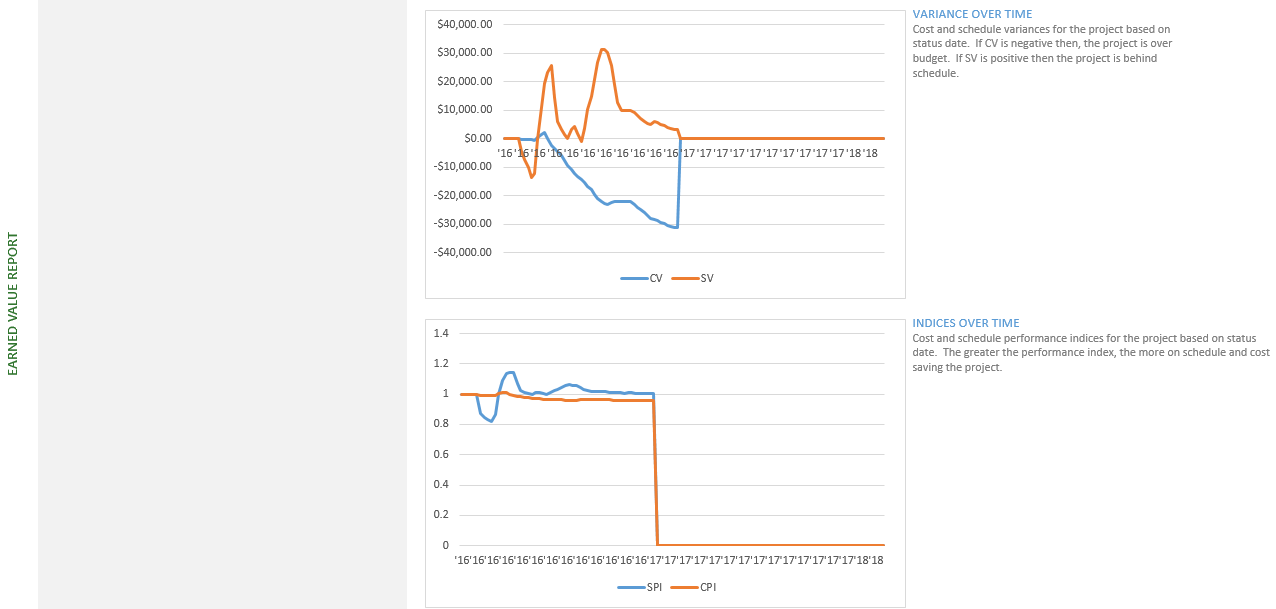 EARNED VALUE REPORT
$40,000.00
$30,000.00
$20,000.00
$10,000.00
$0.00
-$10,000.00
-$20,000.00
-$30,000.00
-$40,000.00
'16 '16 '16 '16 '16 '16 '16 '16 '16 '16 '16 '17 '17 '17 '17 '17 '17 '17 '17 '17 '17 '18 '18
CV SV
VARIANCE OVER TIME
Cost and schedule variances for the project based on
status date. If CV is negative then, the project is over
budget. If SV is positive then the project is behind
schedule.
1.4
1.2
1
0.8
0.6
0.4
0.2
0
'16 '16 '16 '16 '16 '16 '16 '16 '16 '16 '16 '16 '16 '17 '17 '17 '17 '17 '17 '17 '17 '17 '17 '17 '17 '17 '17 '18 '18
SPI CPI
INDICES OVER TIME
Cost and schedule performance indices for the project based on status
date. The greater the performance index, the more on schedule and cost
saving the project.